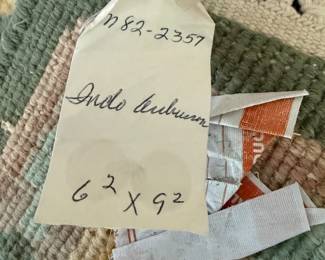 n82-2357
Indo Aubusson
6² x 9²